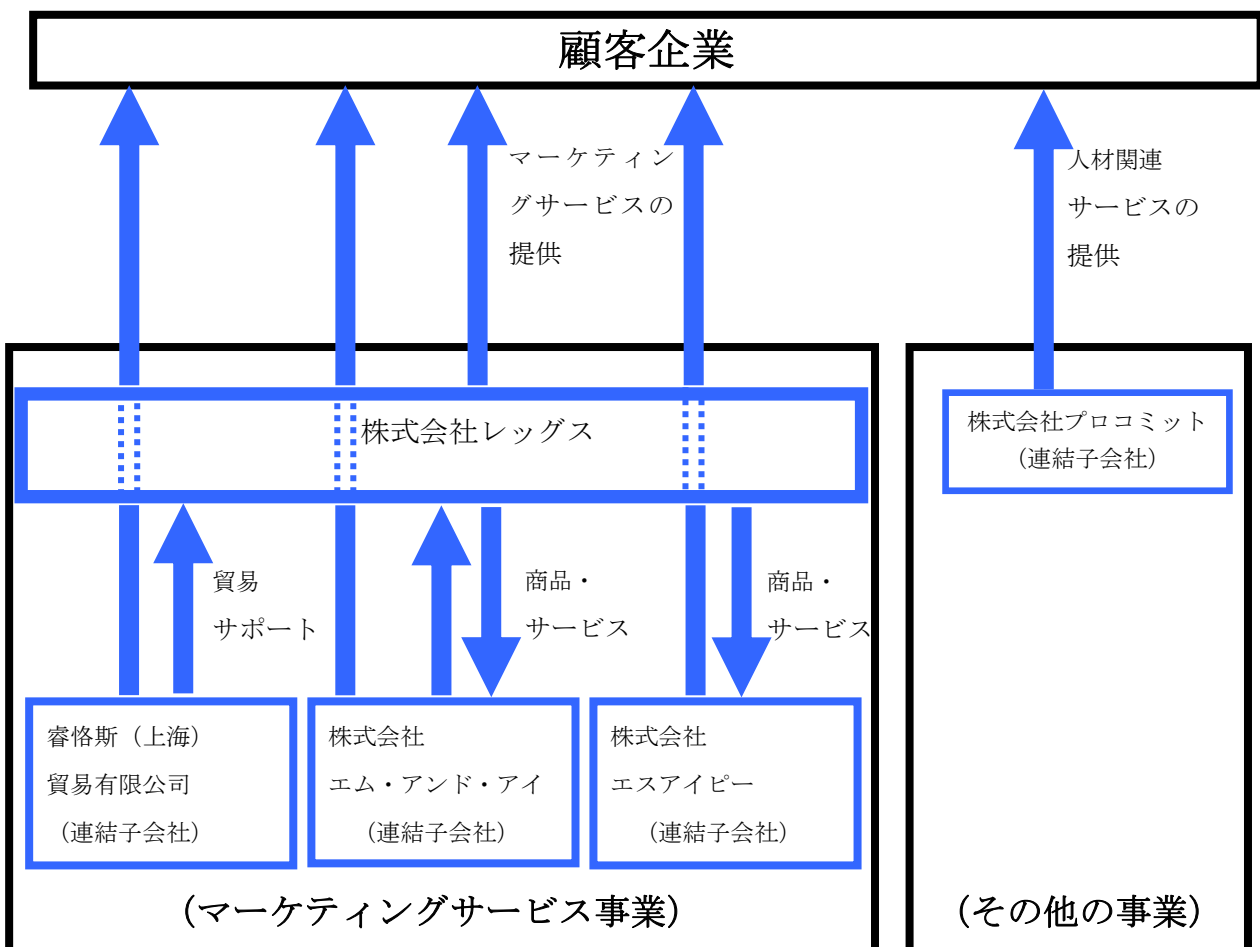 顧客企業
マーケティン
グサービスの
提供
人材関連
サービスの
提供
株式会社レッグス
株式会社プロコミット
（連結子会社）
貿易
サポート
商品・
サービス
商品・
サービス
睿恪斯（上海）
貿易有限公司
（連結子会社）
株式会社
エム・アンド・アイ
（連結子会社）
株式会社
エスアイピー
（連結子会社）
（マーケティングサービス事業）
（その他の事業）